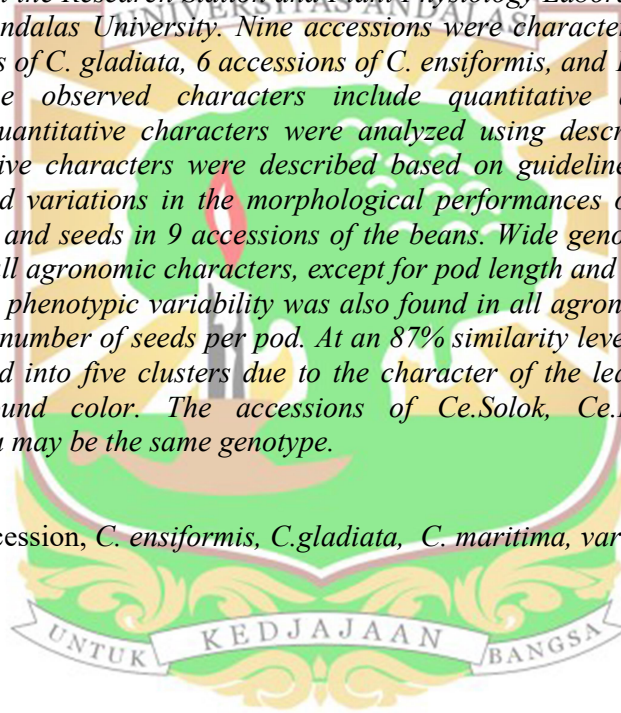 the Research Station and Plant Physiology Labor
UNIVERSITAS ANDALAS
ndalas University. Nine accessions were character
s of C. gladiata, 6 accessions of C. ensiformis, and
e observed characters include quantitative
uantitative characters were analyzed using descr
ive characters were described based on guideline
d variations in the morphological performances o
and seeds in 9 accessions of the beans. Wide geno
ll agronomic characters, except for pod length and
phenotypic variability was also found in all agron
number of seeds per pod. At an 87% similarity leve
d into five clusters due to the character of the lea
und color. The accessions of Ce.Solok, Ce.
may be the same genotype.
cession, C. ensiformis, C.gladiata, C. maritima, var
UNTUK KEDJAJAAN BANGSA